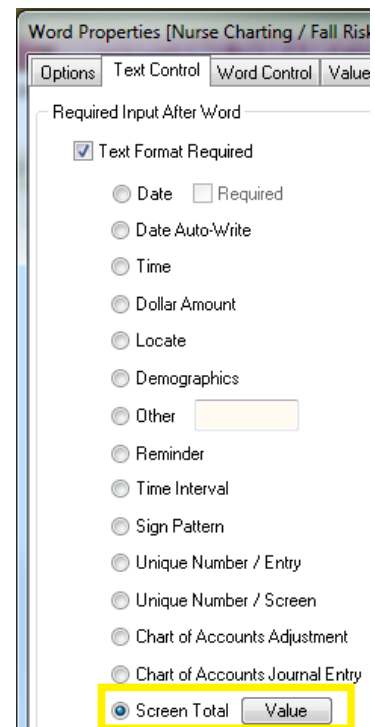 Word Properties [Nurse Charting / Fall Risk
Options Text Control Word Control Value
Required Input After Word
Text Format Required
Date Required
Date Auto-Write
Time
Dollar Amount
Locate
Demographics
Other
Reminder
Time Interval
Sign Pattern
Unique Number / Entry
Unique Number / Screen
Chart of Accounts Adjustment
Chart of Accounts Journal Entry
Screen Total Value